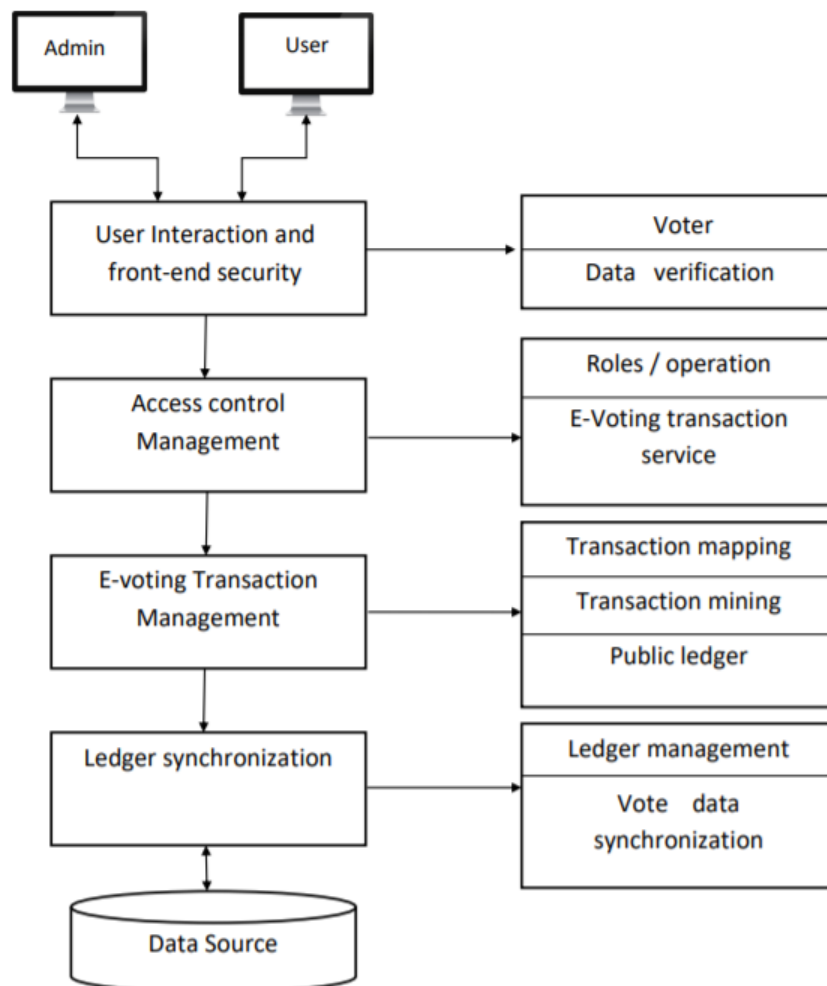 Admin
User
User Interaction and
front-end security
Voter
Data verification
Access control
Management
Roles / operation
E-Voting transaction
service
E-voting Transaction
Management
Transaction mapping
Transaction mining
Public ledger
Ledger synchronization
Ledger management
Vote data
synchronization
Data Source